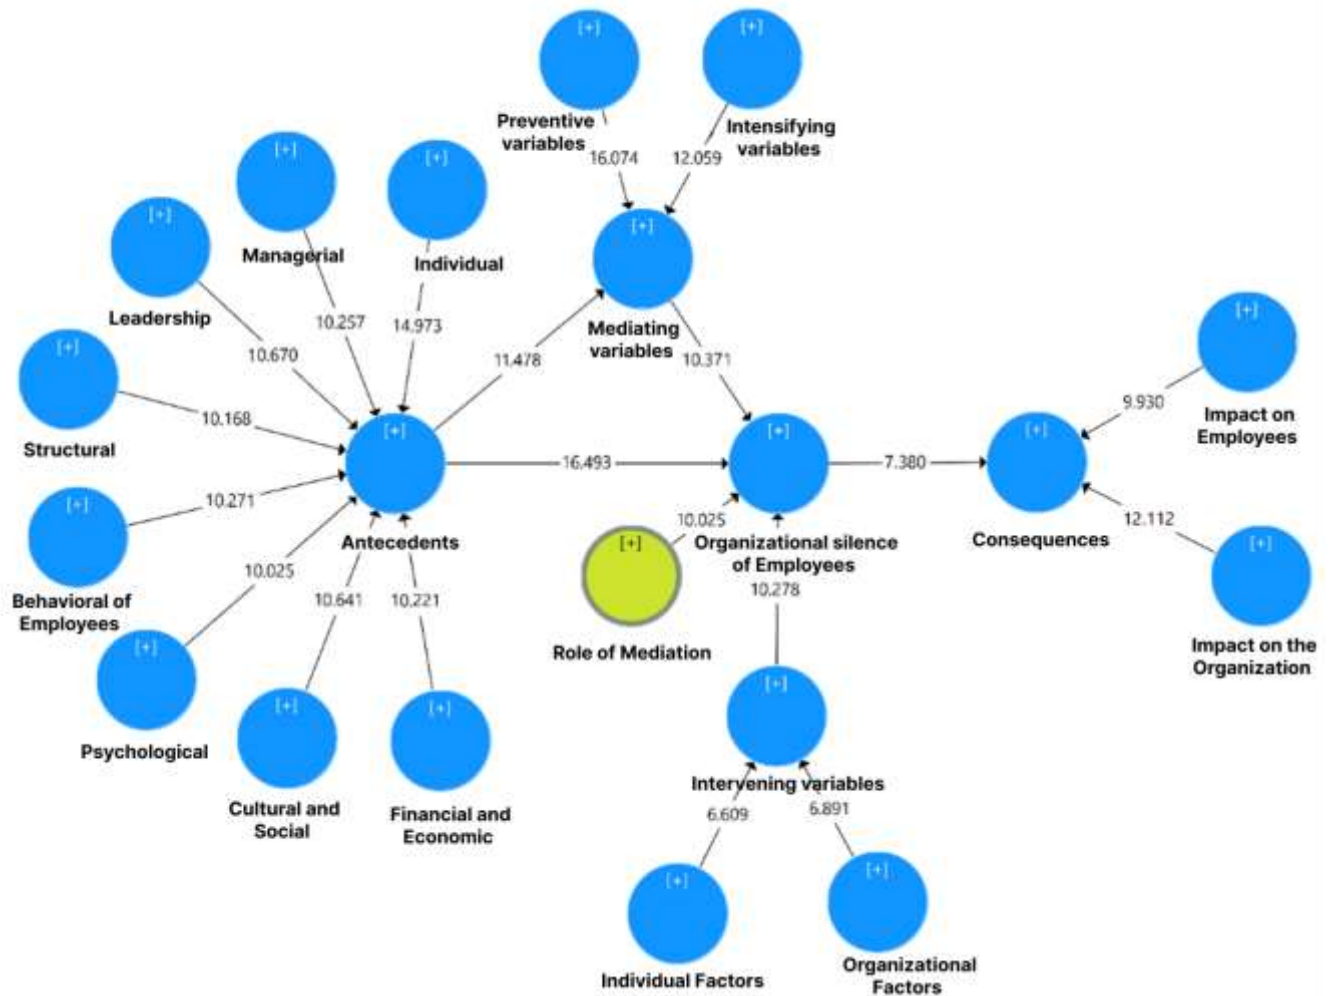 [+]
[+]
Preventive
variables
Intensifying
variables
16.074
12.059
[+]
[+]
[+]
Managerial
Individual
Leadership
[+]
Mediating
variables
10.257
14.973
10.670
11.478
10.371
[+]
Structural
10.168
[+]
Impact on
Employees
9.930
[+]
Antecedents
16.493
[+]
Organizational silence
of Employees
7.380
[+]
Consequences
12.112
[+]
Impact on the
Organization
[+]
Behavioral of
Employees
10.271
10.025
[+]
Role of Mediation
10.278
10.025
10.641
10.221
[+]
Psychological
[+]
Cultural and
Social
[+]
Financial and
Economic
[+]
Intervening variables
6.609
6.891
[+]
Individual Factors
[+]
Organizational
Factors